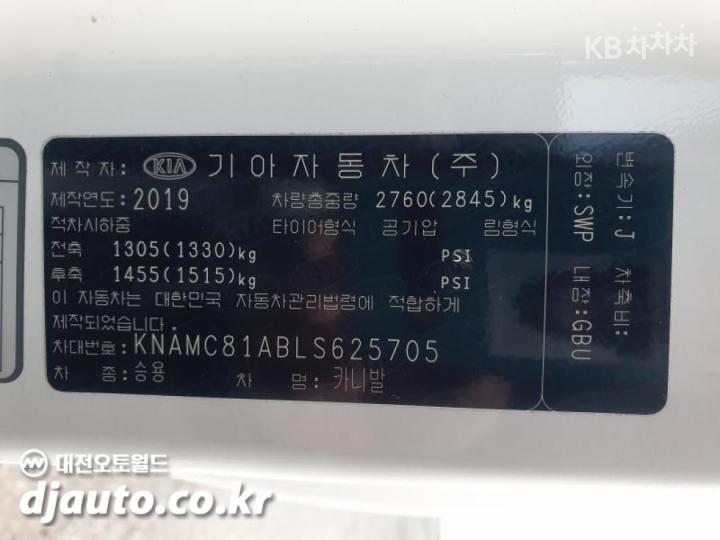 KB차차차
제 작 자 : KIA 기아자동차(주)
제작연도: 2019 차량총중량 2760(2845)kg
적차시하중 타이어형식 공기압 림형식
전축 1305(1330)kg PSI
후축 1455(1515)kg PSI
이 자동차는 대한민국 자동차관리법령에 적합하게
제작되었습니다.
차대번호: KNAMC81ABLS625705
차 종: 승용 차 명: 카니발
변속기: J 차축비:
외장: SWP 내장: GBU
대전오토월드
djauto.co.kr